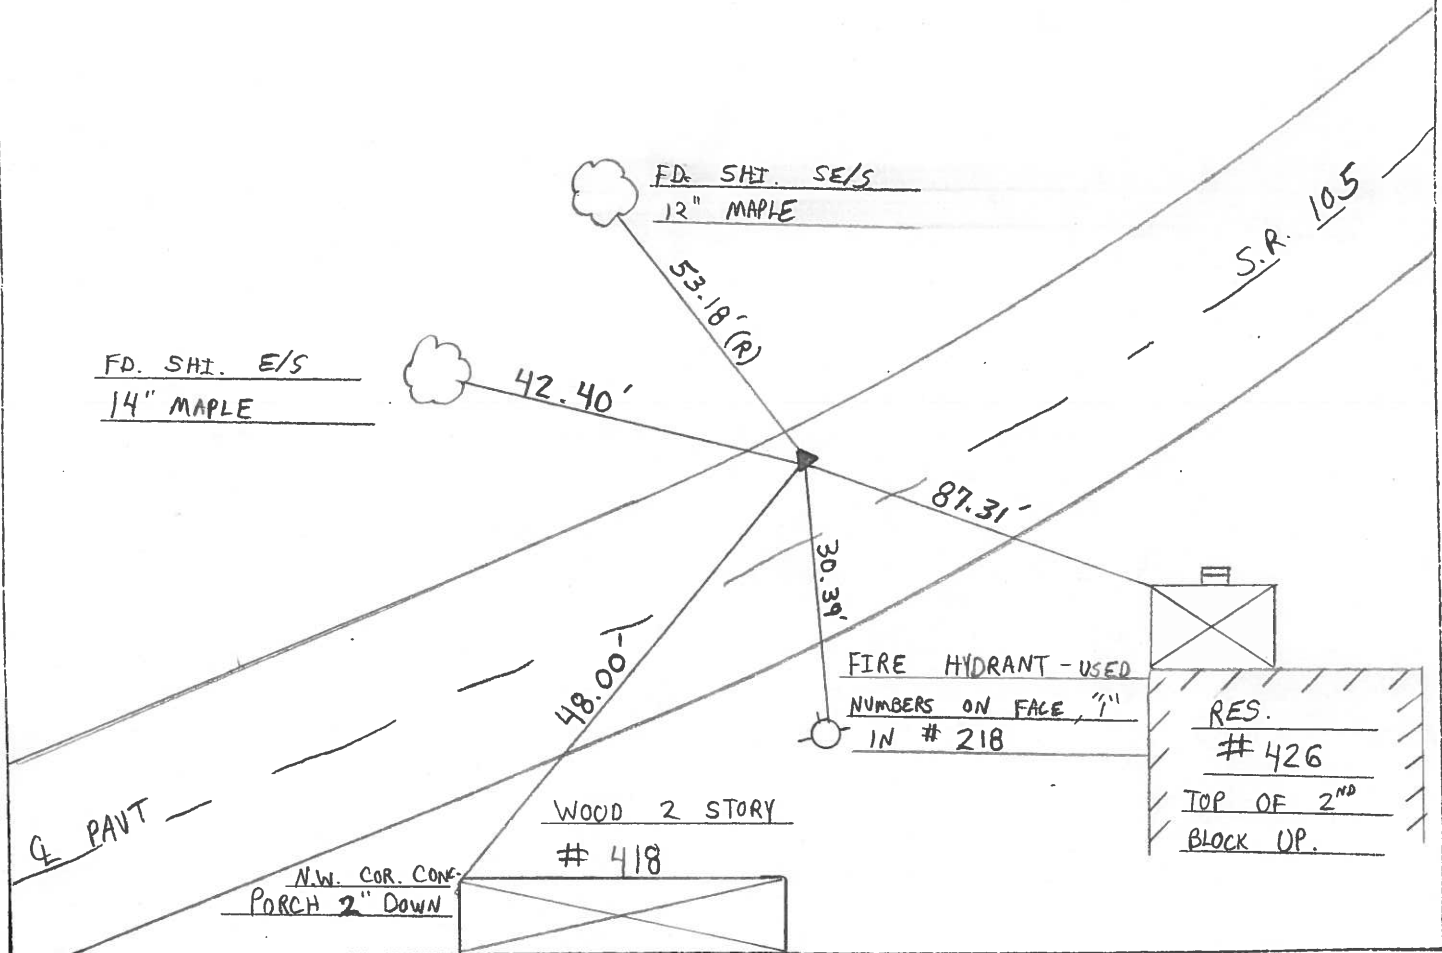 FD. SHI. SE/S
12" MAPLE
S.R. 105
53.18' (R)
FD. SHI. E/S
14" MAPLE
42.40'
87.31'
30.39'
48.00'
FIRE HYDRANT - USED
NUMBERS ON FACE, "1"
IN # 218
RES.
# 426
TOP OF 2ND
BLOCK UP.
℄ PAVT
WOOD 2 STORY
# 418
N.W. COR. CONC.
PORCH 2" DOWN